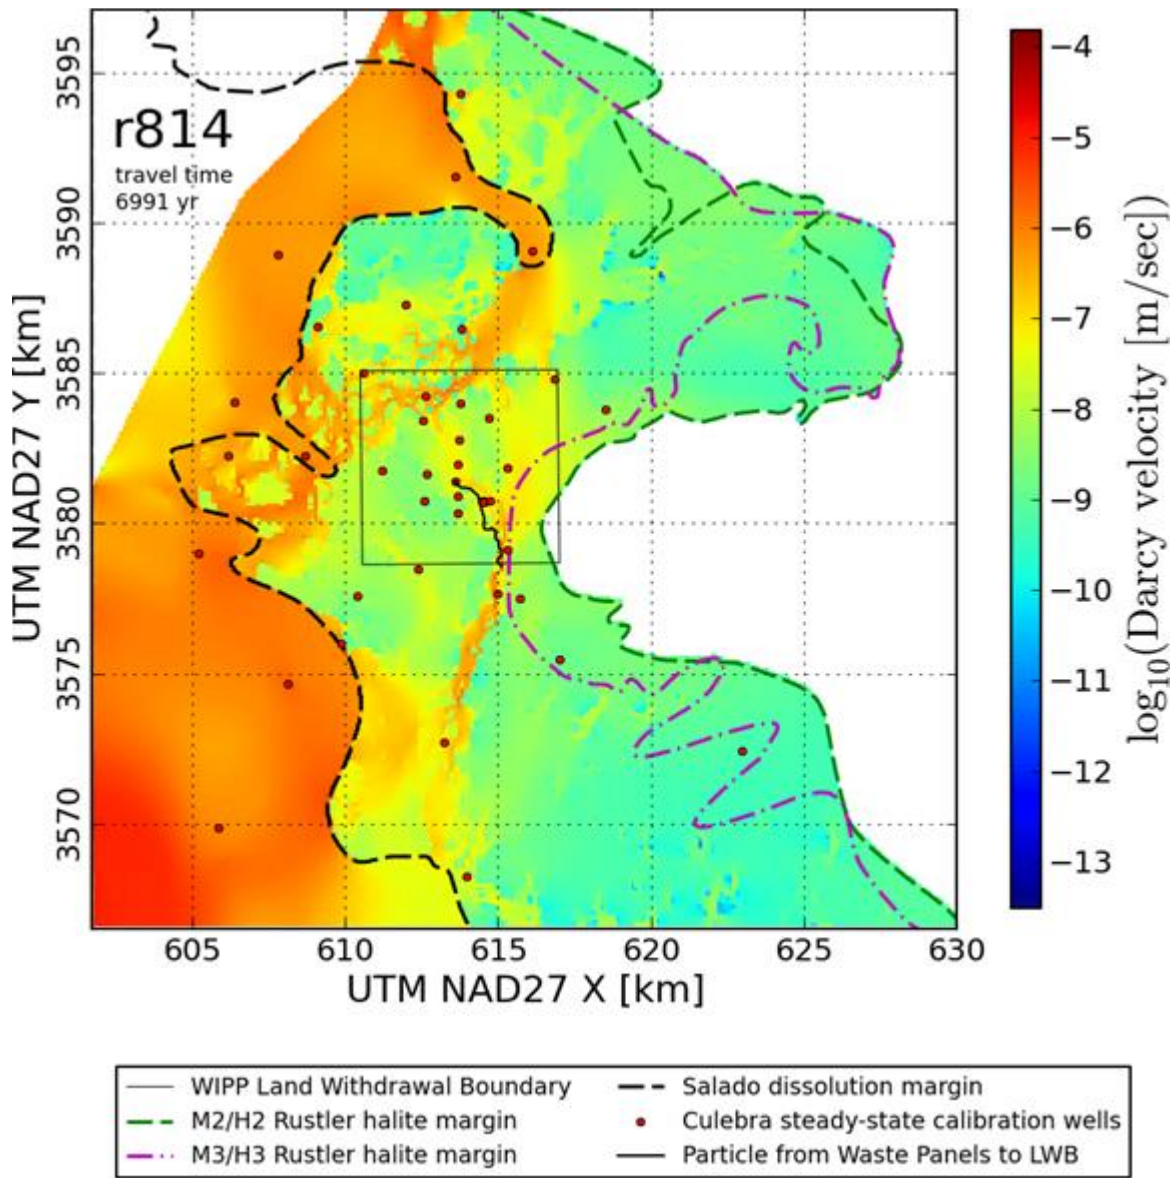 r814
travel time
6991 yr
UTM NAD27 Y [km]
3595
3590
3585
3580
3575
3570
605
610
615
620
625
630
UTM NAD27 X [km]
−4
−5
−6
−7
−8
−9
−10
−11
−12
−13
log10(Darcy velocity [m/sec])
WIPP Land Withdrawal Boundary
M2/H2 Rustler halite margin
M3/H3 Rustler halite margin
Salado dissolution margin
Culebra steady-state calibration wells
Particle from Waste Panels to LWB